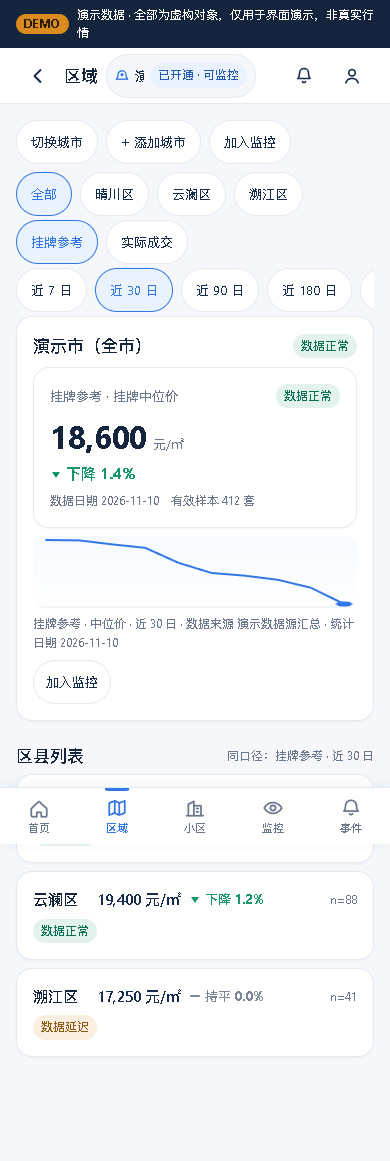 DEMO
演示数据 · 全部为虚构对象，仅用于界面演示，非真实行情
区域
已开通 · 可监控
切换城市
+ 添加城市
加入监控
全部
晴川区
云澜区
溯江区
挂牌参考
实际成交
近 7 日
近 30 日
近 90 日
近 180 日
演示市（全市）
数据正常
挂牌参考 · 挂牌中位价
数据正常
18,600 元/㎡
▼ 下降 1.4%
数据日期 2026-11-10 有效样本 412 套
挂牌参考 · 中位价 · 近 30 日 · 数据来源 演示数据源汇总 · 统计
日期 2026-11-10
加入监控
区县列表
同口径：挂牌参考 · 近 30 日
首页
区域
小区
监控
事件
云澜区 19,400 元/㎡ ▼ 下降 1.2% n=88
数据正常
溯江区 17,250 元/㎡ — 持平 0.0% n=41
数据延迟